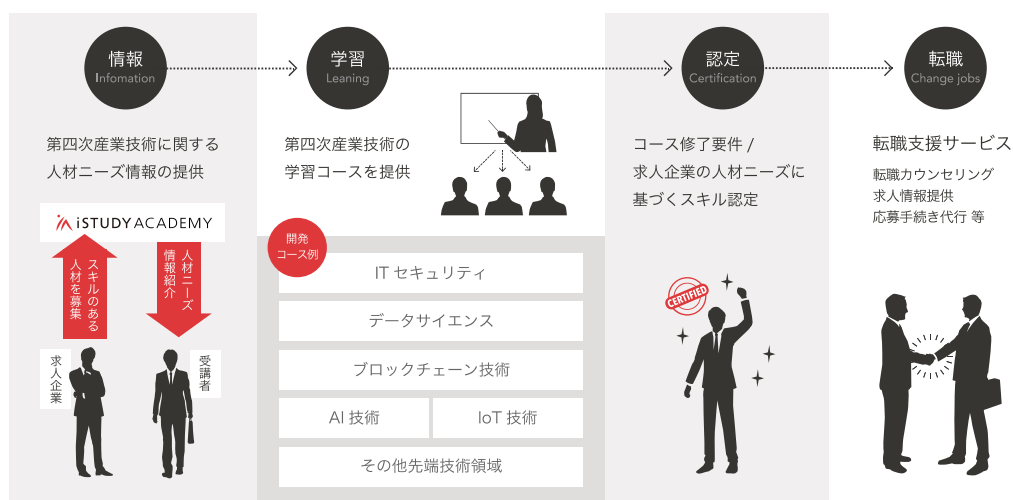 情報
Infomation
第四次産業技術に関する
人材ニーズ情報の提供
iSTUDY ACADEMY
スキルのある
人材を募集
人材ニーズ
情報紹介
求人企業
受講者
学習
Leaning
第四次産業技術の
学習コースを提供
開発
コース例
IT セキュリティ
データサイエンス
ブロックチェーン技術
AI 技術
IoT 技術
その他先端技術領域
認定
Certification
コース修了要件 /
求人企業の人材ニーズに
基づくスキル認定
CERTIFIED
転職
Change jobs
転職支援サービス
転職カウンセリング
求人情報提供
応募手続き代行 等